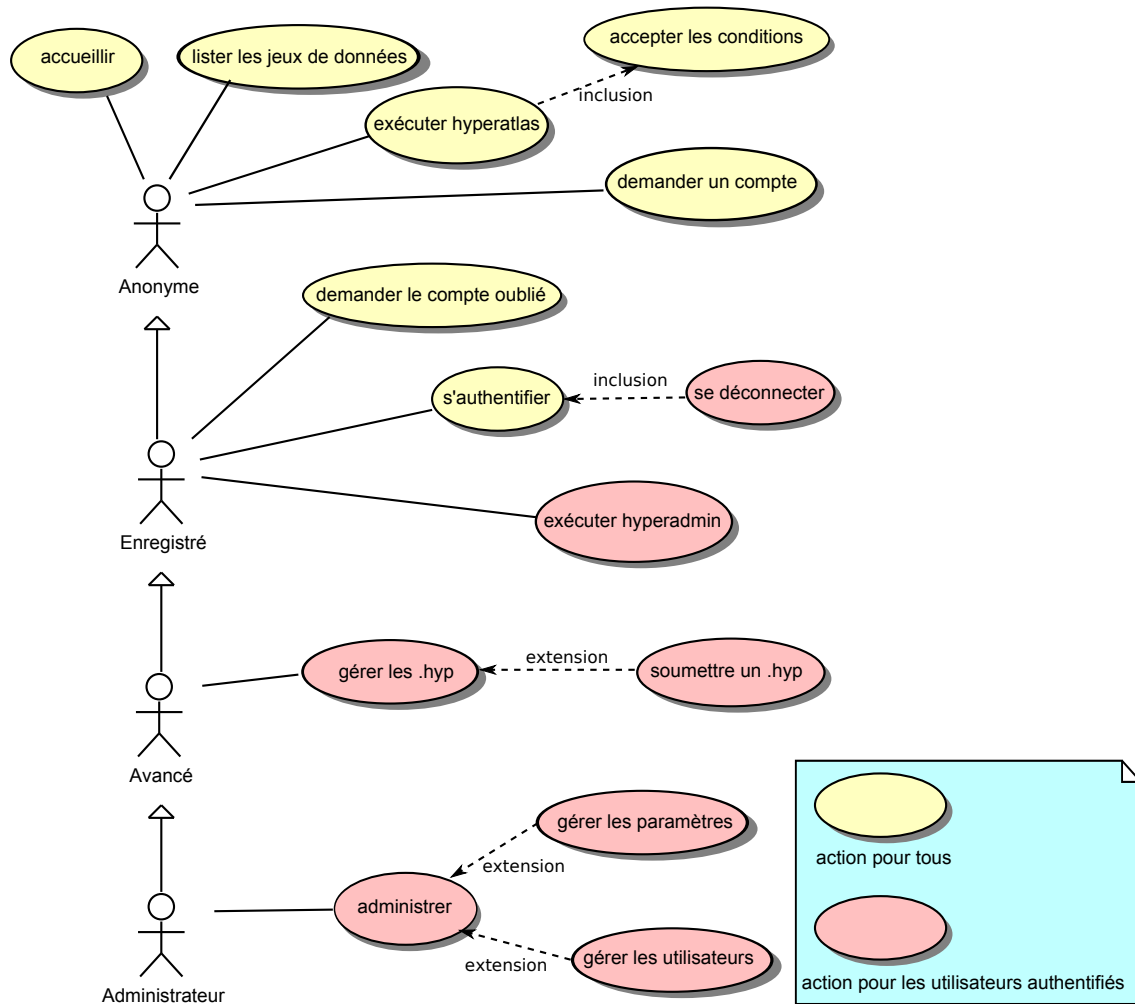 accueillir
lister les jeux de données
accepter les conditions
inclusion
exécuter hyperatlas
demander un compte
Anonyme
demander le compte oublié
s'authentifier
inclusion
se déconnecter
exécuter hyperadmin
Enregistré
gérer les .hyp
extension
soumettre un .hyp
Avancé
gérer les paramètres
extension
administrer
extension
gérer les utilisateurs
Administrateur
action pour tous
action pour les utilisateurs authentifiés